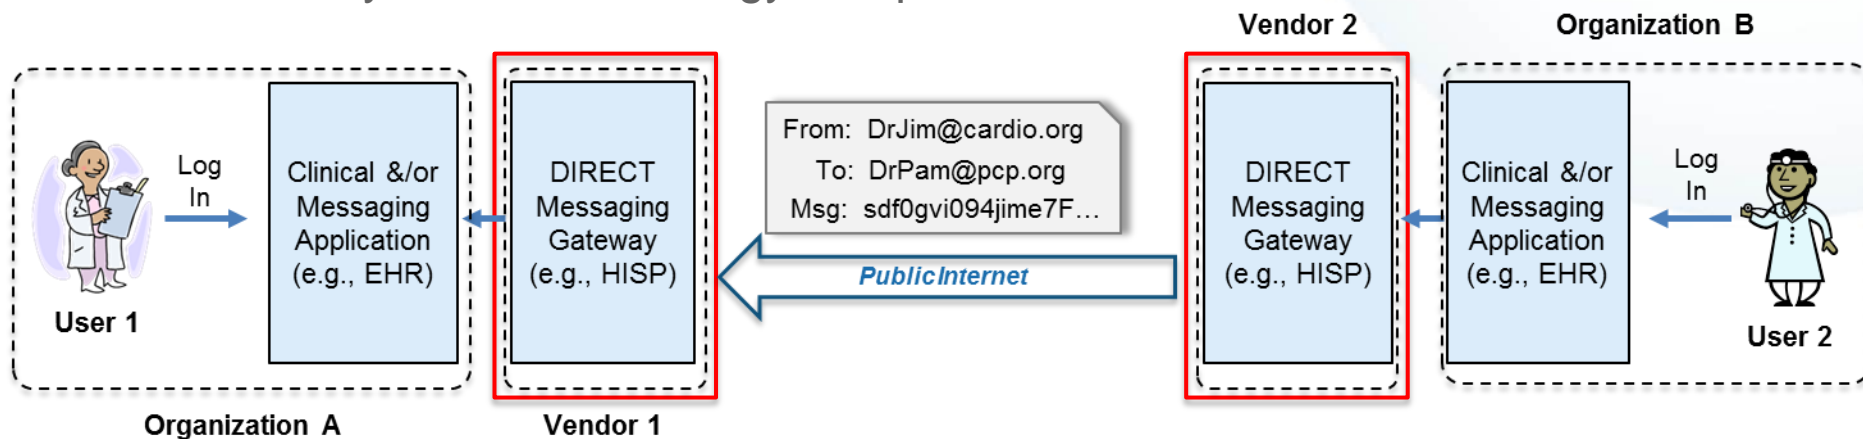 Vendor 2
Organization B
Log
In
Clinical &/or
Messaging
Application
(e.g., EHR)
DIRECT
Messaging
Gateway
(e.g., HISP)
From: DrJim@cardio.org
To: DrPam@pcp.org
Msg: sdf0gvi094jime7F…
PublicInternet
DIRECT
Messaging
Gateway
(e.g., HISP)
Clinical &/or
Messaging
Application
(e.g., EHR)
Log
In
User 1
User 2
Organization A
Vendor 1